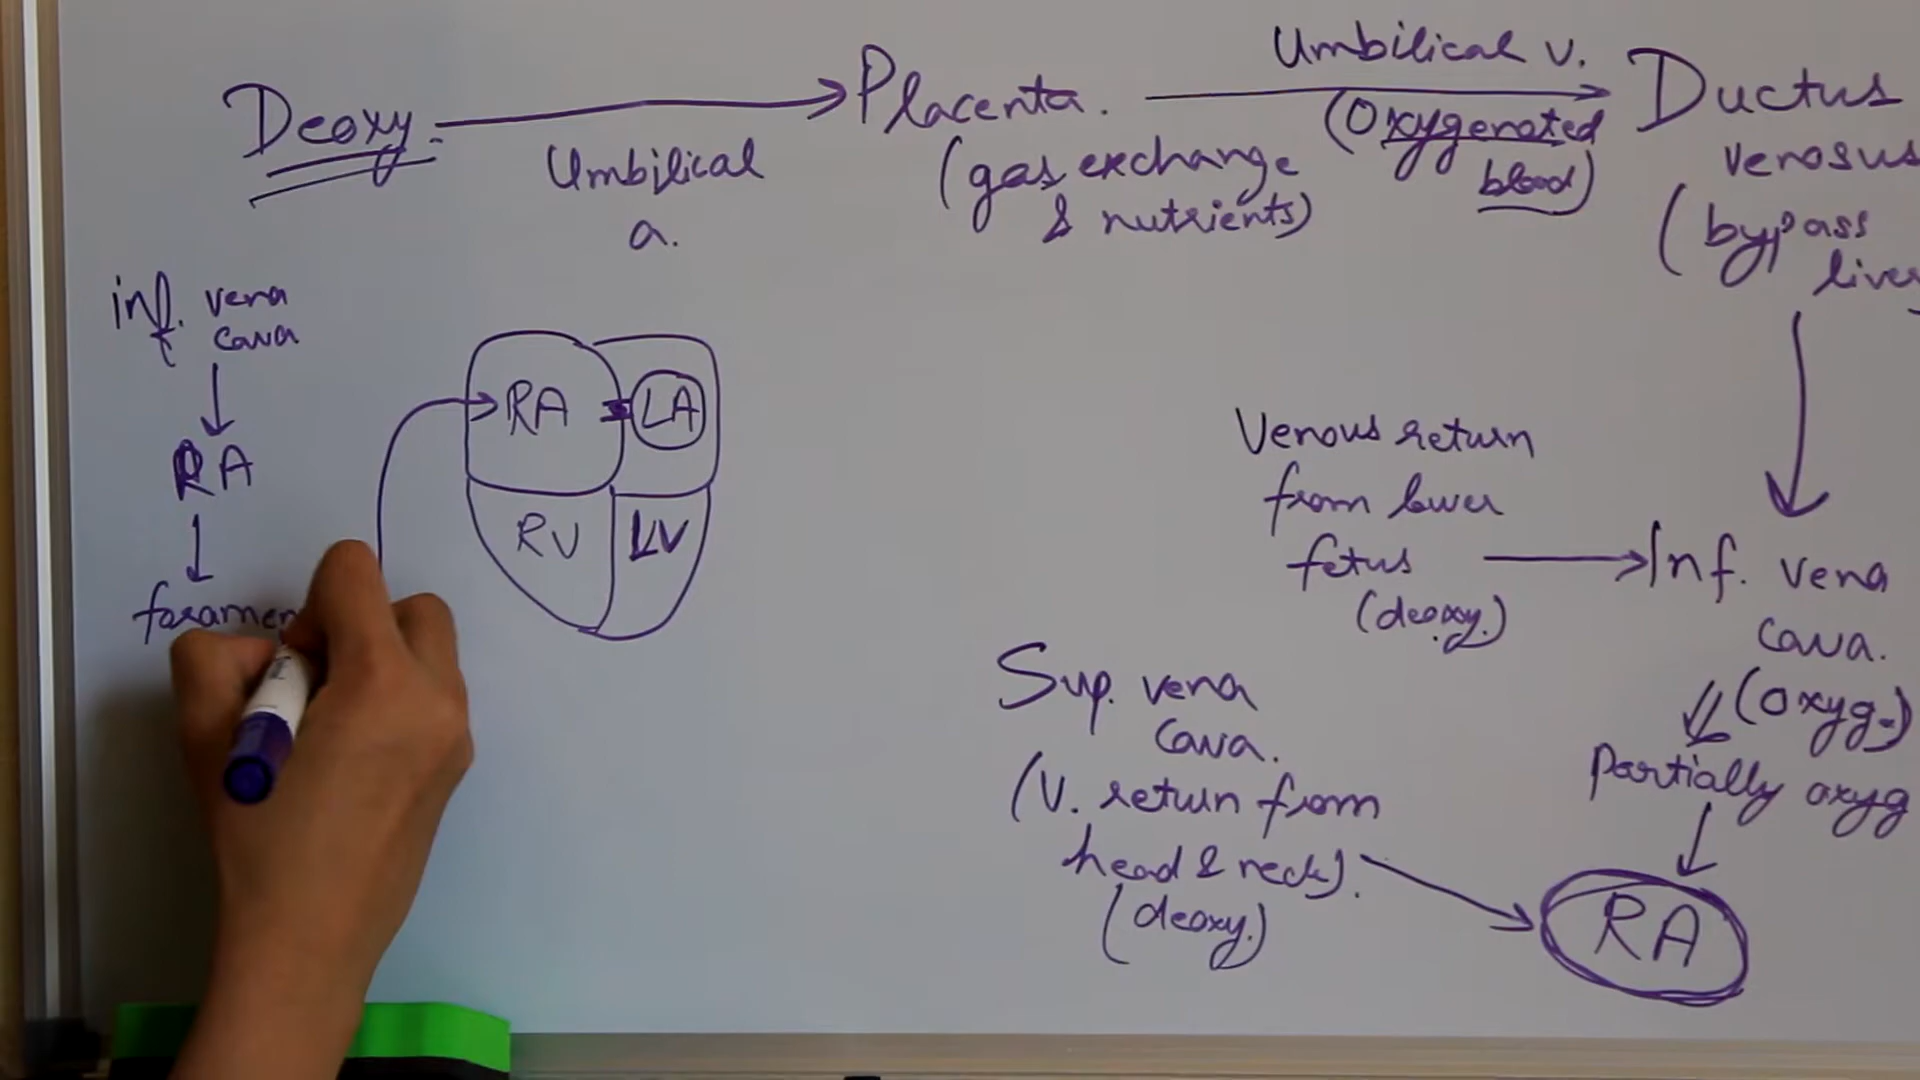 Deoxy.
Umbilical
a.
Placenta.
(gas exchange
& nutrients)
Umbilical v.
(Oxygenated
blood)
Ductus
venosus
(bypass
liver
inf. vena
cava
RA
foramen
RA
LA
RV
LV
Venous return
from lower
fetus
(deoxy.)
Inf. vena
cava.
(oxyg.)
Partially oxyg
RA
Sup. vena
cava.
(V. return from
head & neck).
(deoxy.)